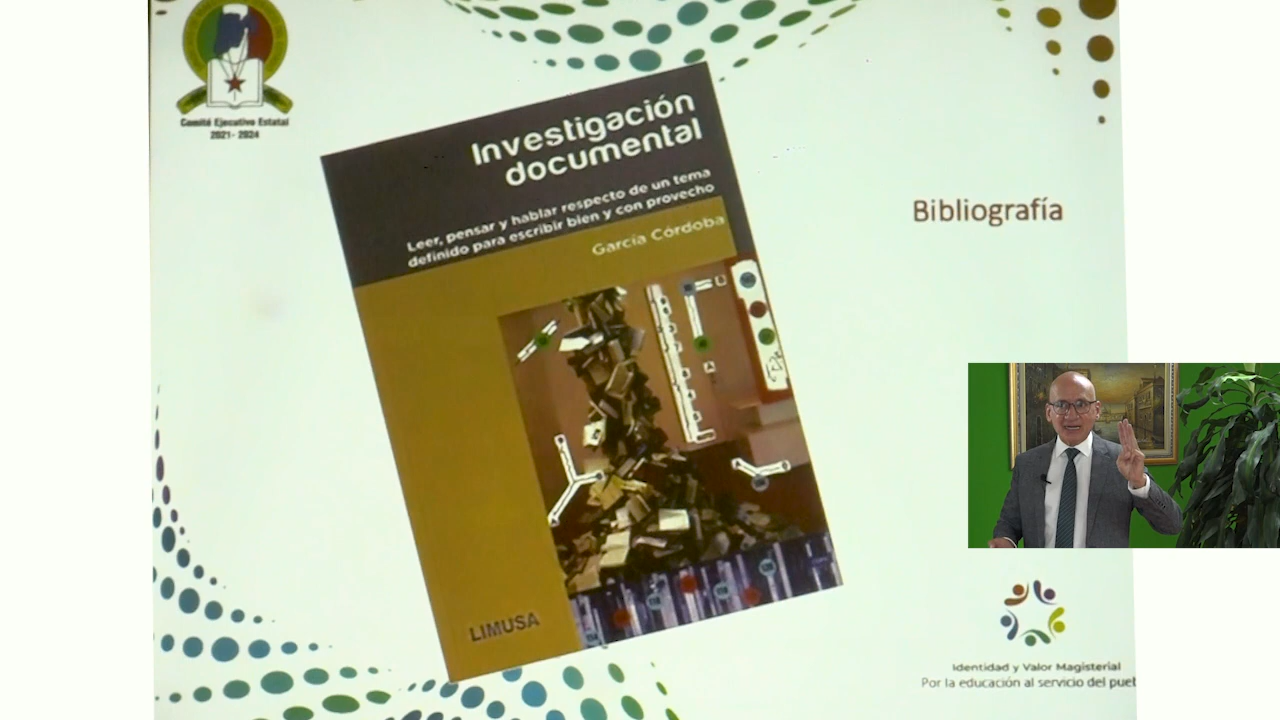 Comité Ejecutivo Estatal
2021- 2024
Investigación
documental
Leer, pensar y hablar respecto de un tema
definido para escribir bien y con provecho
García Córdoba
LIMUSA
Bibliografía
Identidad y Valor Magisterial
Por la educación al servicio del puebl